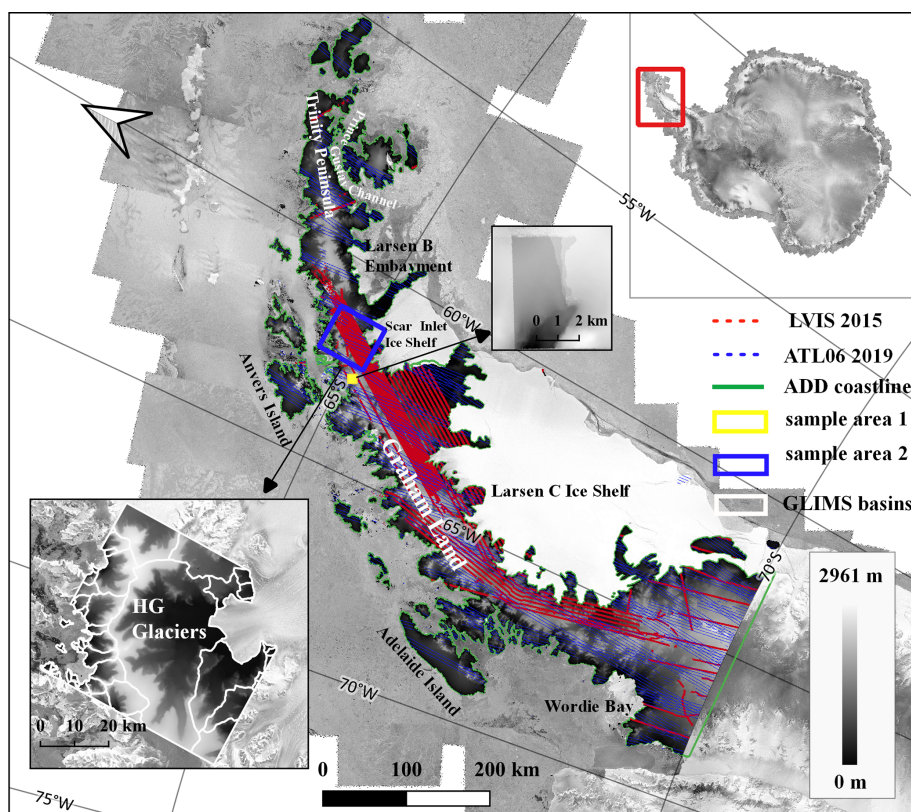 55°W
Trinity Peninsula
Prince Gustav Channel
Larsen B
Embayment
60°W
Scar Inlet
Ice Shelf
0 1 2 km
65°S
Anvers Island
LVIS 2015
ATL06 2019
ADD coastline
sample area 1
sample area 2
GLIMS basins
Graham Land
Larsen C Ice Shelf
65°W
70°S
2961 m
0 m
HG
Glaciers
0 10 20 km
Adelaide Island
70°W
Wordie Bay
0 100 200 km
75°W